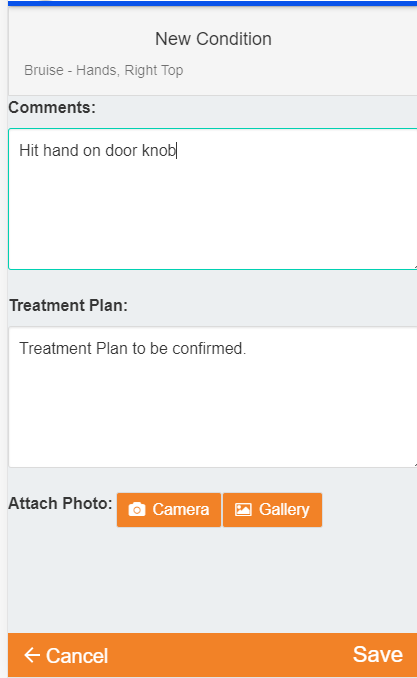 New Condition
Bruise - Hands, Right Top
Comments:
Hit hand on door knob
Treatment Plan:
Treatment Plan to be confirmed.
Attach Photo: Camera Gallery
Cancel Save